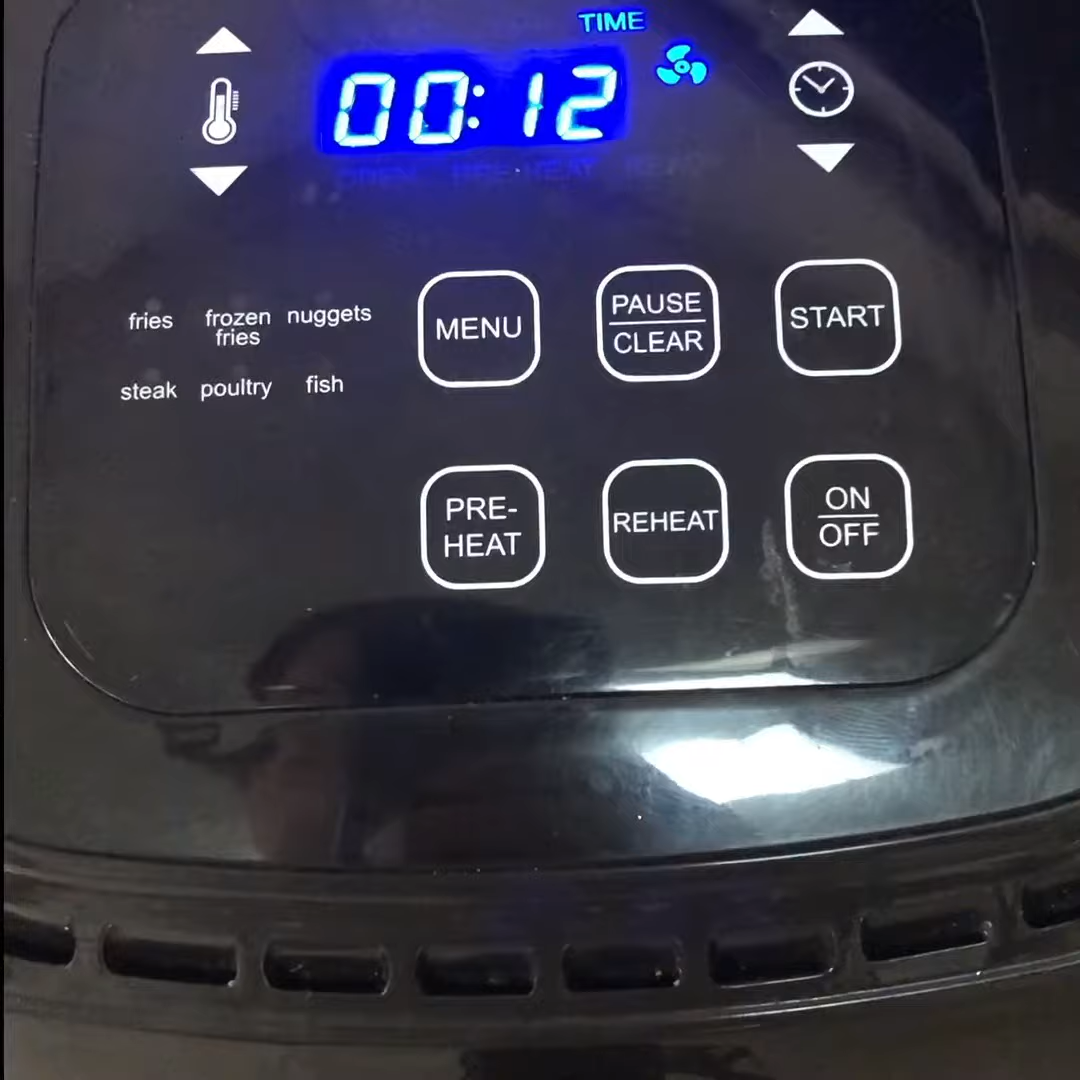 TIME
00:12
MENU
PAUSE
CLEAR
START
fries frozen fries nuggets
steak poultry fish
PRE-
HEAT
REHEAT
ON
OFF